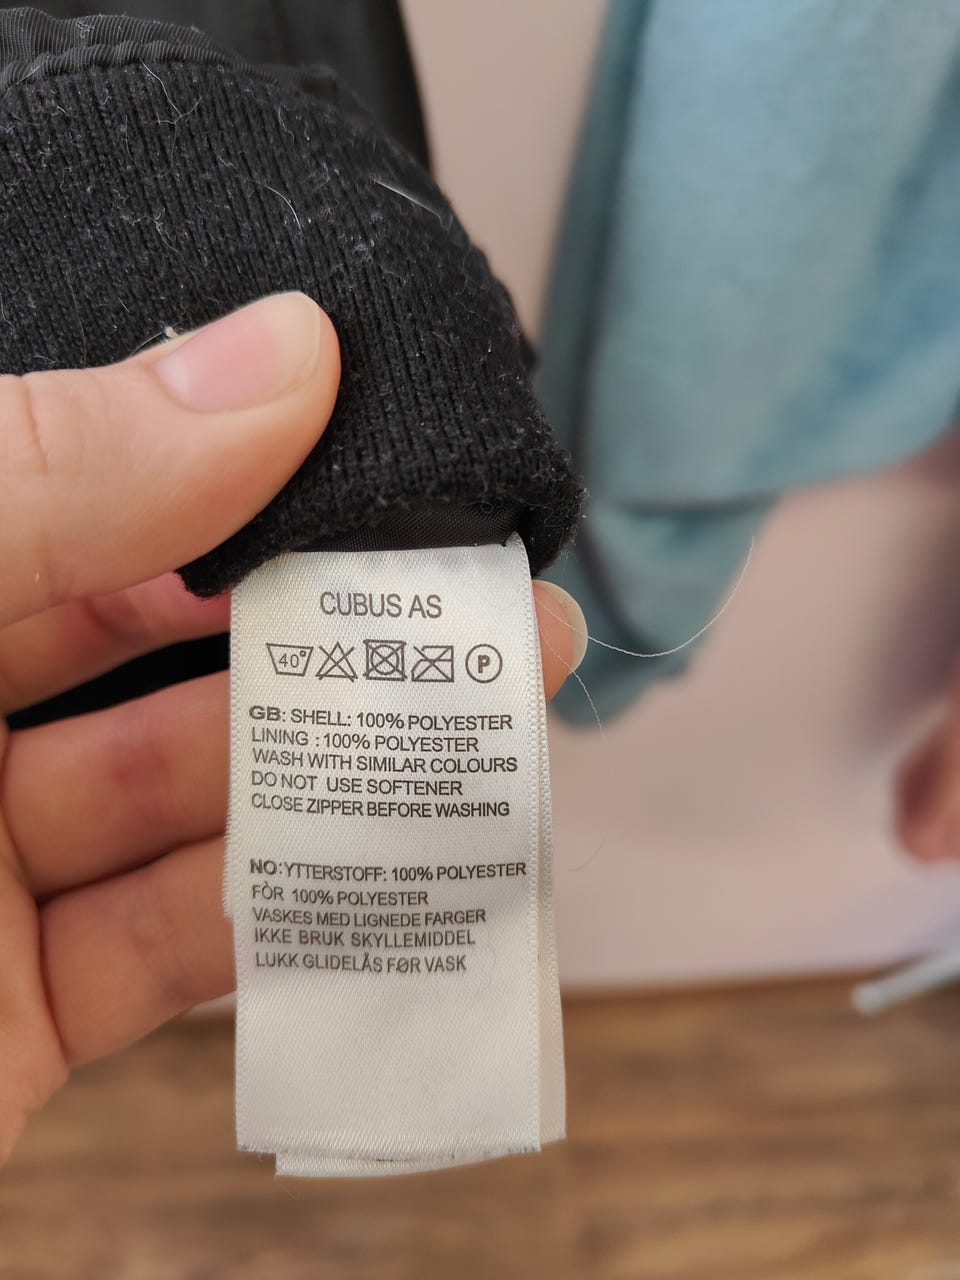 CUBUS AS
40° P
GB: SHELL: 100% POLYESTER
LINING : 100% POLYESTER
WASH WITH SIMILAR COLOURS
DO NOT USE SOFTENER
CLOSE ZIPPER BEFORE WASHING
NO: YTTERSTOFF: 100% POLYESTER
FÒR 100% POLYESTER
VASKES MED LIGNEDE FARGER
IKKE BRUK SKYLLEMIDDEL
LUKK GLIDELÅS FØR VASK